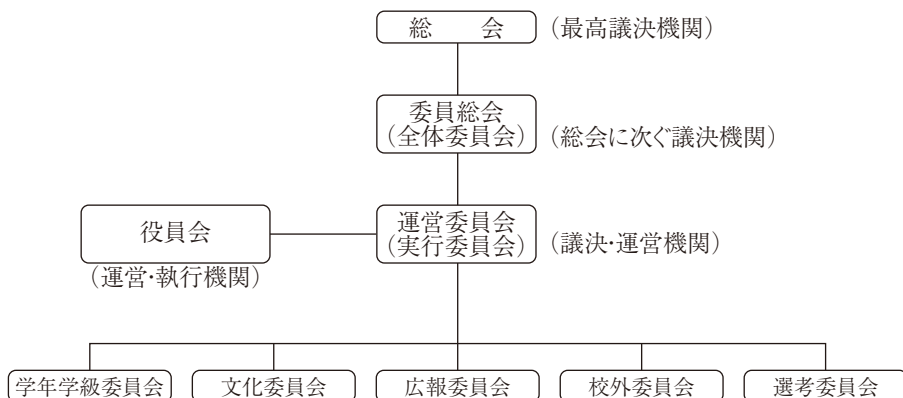 総　会
（最高議決機関）
委員総会
（全体委員会）
（総会に次ぐ議決機関）
役員会
（運営・執行機関）
運営委員会
（実行委員会）
（議決・運営機関）
学年学級委員会
文化委員会
広報委員会
校外委員会
選考委員会